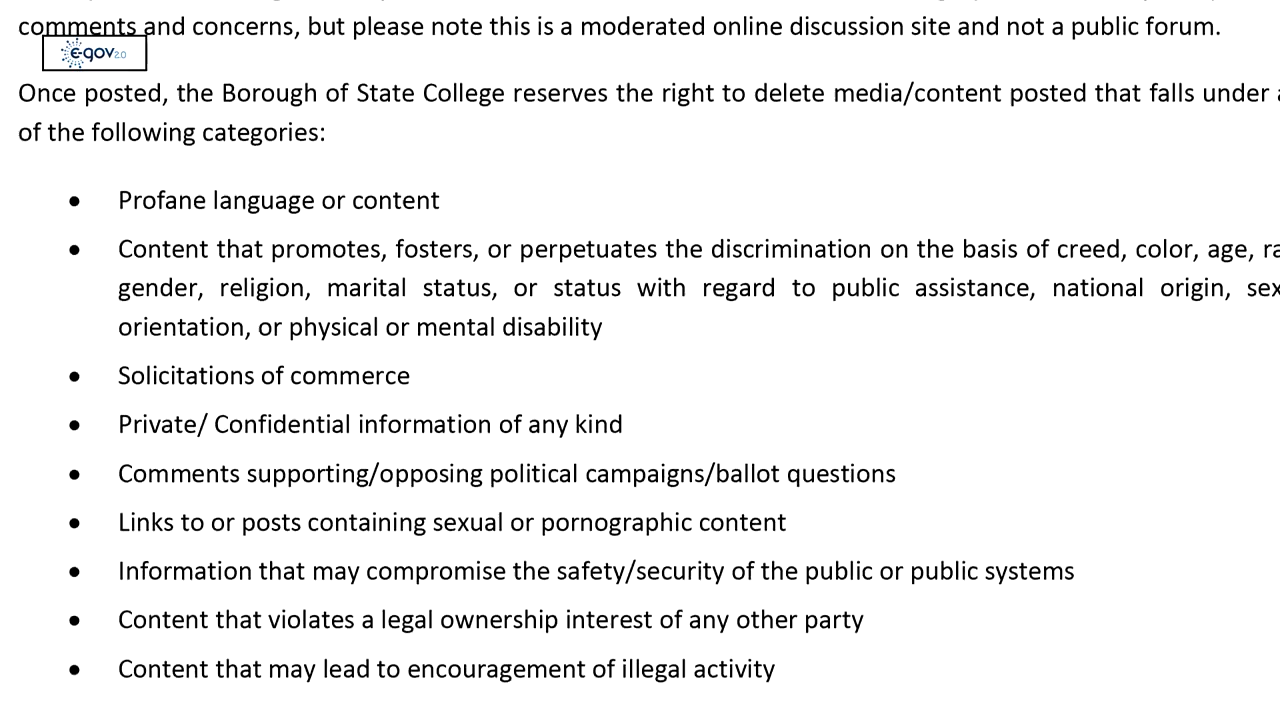 comments and concerns, but please note this is a moderated online discussion site and not a public forum.
e-gov 2.0
Once posted, the Borough of State College reserves the right to delete media/content posted that falls under
of the following categories:
• Profane language or content
• Content that promotes, fosters, or perpetuates the discrimination on the basis of creed, color, age,
gender, religion, marital status, or status with regard to public assistance, national origin,
orientation, or physical or mental disability
• Solicitations of commerce
• Private/ Confidential information of any kind
• Comments supporting/opposing political campaigns/ballot questions
• Links to or posts containing sexual or pornographic content
• Information that may compromise the safety/security of the public or public systems
• Content that violates a legal ownership interest of any other party
• Content that may lead to encouragement of illegal activity